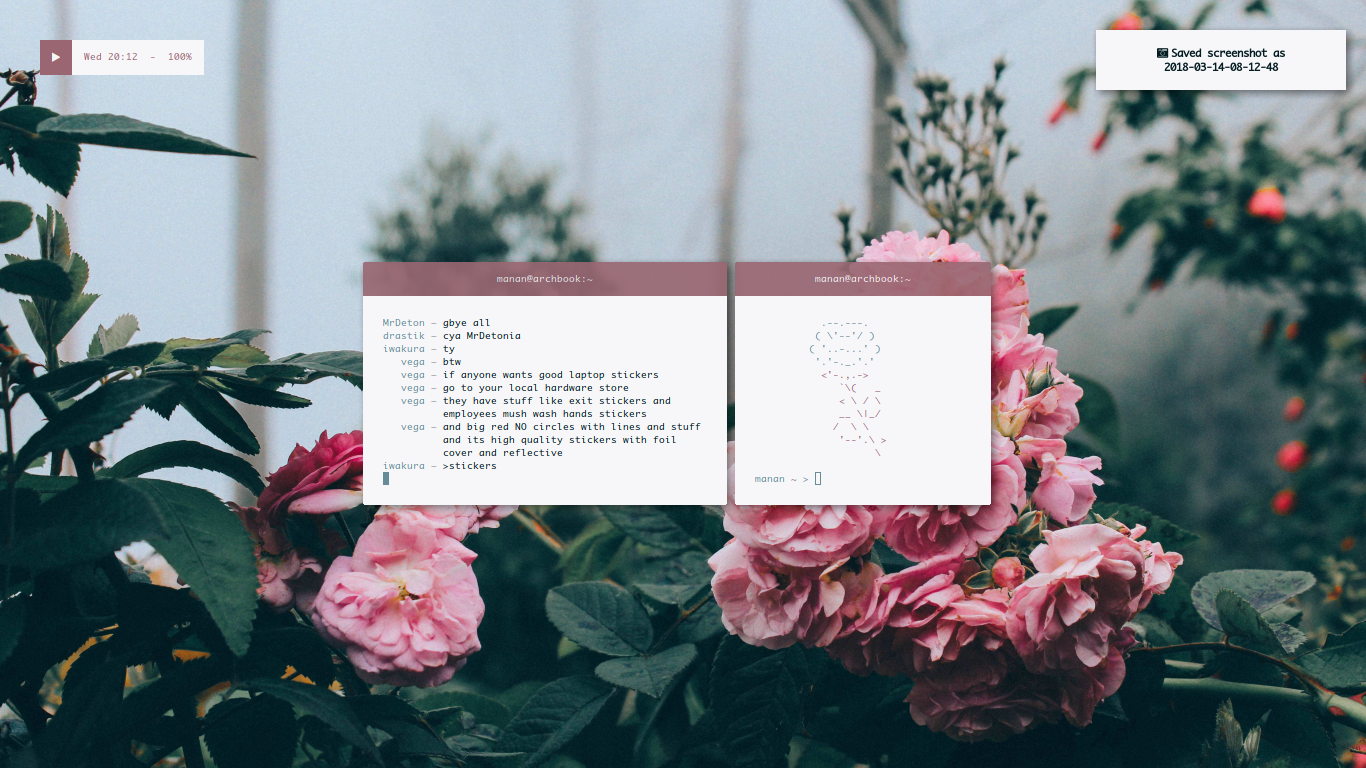 Wed 20:12  -  100%
Saved screenshot as
2018-03-14-08-12-48
manan@archbook:~
MrDeton — gbye all
drastik — cya MrDetonia
iwakura — ty
vega — btw
vega — if anyone wants good laptop stickers
vega — go to your local hardware store
vega — they have stuff like exit stickers and
employees mush wash hands stickers
vega — and big red NO circles with lines and stuff
and its high quality stickers with foil
cover and reflective
iwakura — >stickers
manan@archbook:~
manan ~ >